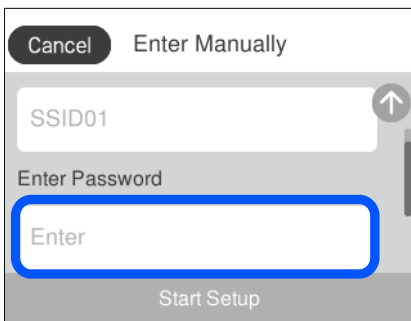 Cancel Enter Manually
SSID01
Enter Password
Enter
Start Setup